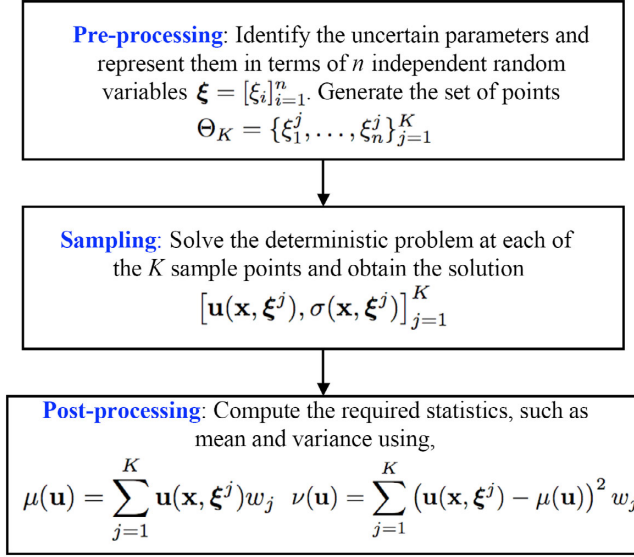 Pre-processing: Identify the uncertain parameters and
represent them in terms of n independent random
variables ξ = [ξ_i]_{i=1}^n. Generate the set of points
Θ_K = {ξ_1^j, . . . , ξ_n^j}_{j=1}^K
Sampling: Solve the deterministic problem at each of
the K sample points and obtain the solution
[u(x, ξ^j), σ(x, ξ^j)]_{j=1}^K
Post-processing: Compute the required statistics, such as
mean and variance using,
μ(u) = ∑_{j=1}^K u(x, ξ^j)w_j ν(u) = ∑_{j=1}^K (u(x, ξ^j) − μ(u))^2 w_j